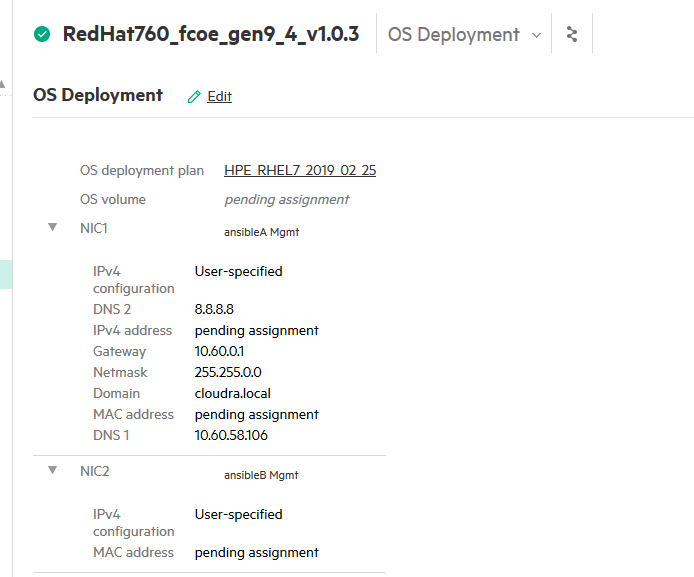 RedHat760_fcoe_gen9_4_v1.0.3 OS Deployment
OS Deployment Edit
OS deployment plan HPE_RHEL7_2019_02_25
OS volume pending assignment
NIC1 ansibleA Mgmt
IPv4 User-specified
configuration
DNS 2 8.8.8.8
IPv4 address pending assignment
Gateway 10.60.0.1
Netmask 255.255.0.0
Domain cloudra.local
MAC address pending assignment
DNS 1 10.60.58.106
NIC2 ansibleB Mgmt
IPv4 User-specified
configuration
MAC address pending assignment